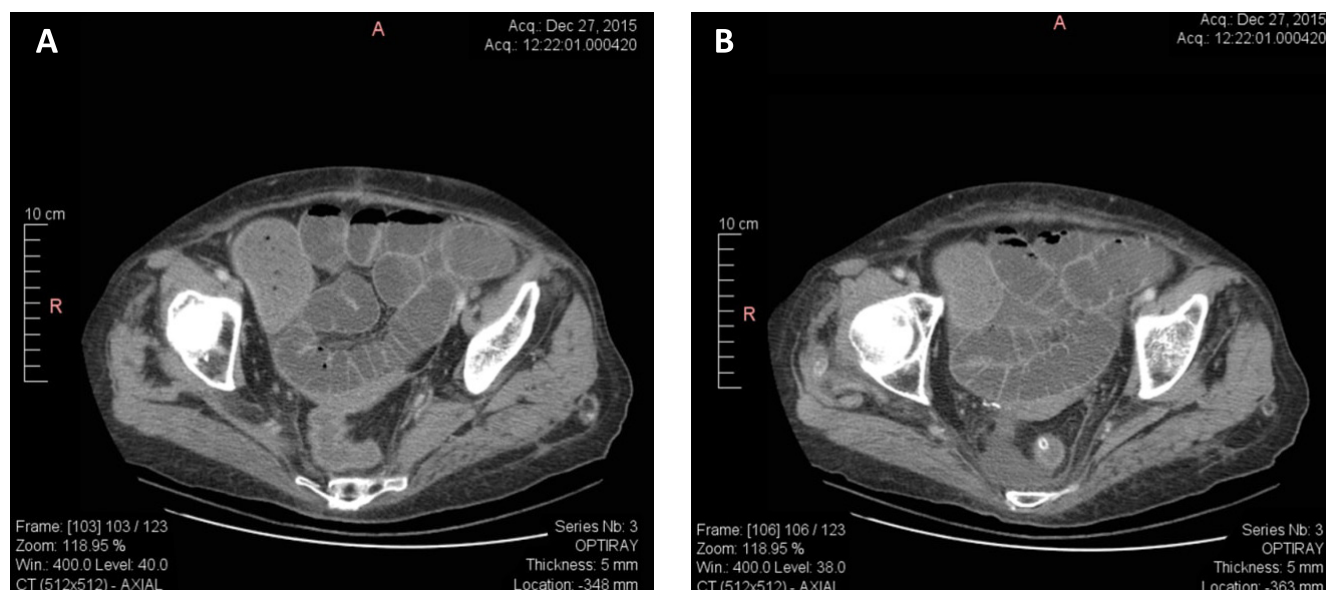 A
A
Acq.: Dec 27, 2015
Acq.: 12:22:01.000420
10 cm
R
Frame: [103] 103 / 123
Zoom: 118.95 %
Win.: 400.0 Level: 40.0
CT (512x512) - AXIAL
Series Nb: 3
OPTIRAY
Thickness: 5 mm
Location: -348 mm
B
A
Acq.: Dec 27, 2015
Acq.: 12:22:01.000420
10 cm
R
Frame: [106] 106 / 123
Zoom: 118.95 %
Win.: 400.0 Level: 38.0
CT (512x512) - AXIAL
Series Nb: 3
OPTIRAY
Thickness: 5 mm
Location: -363 mm